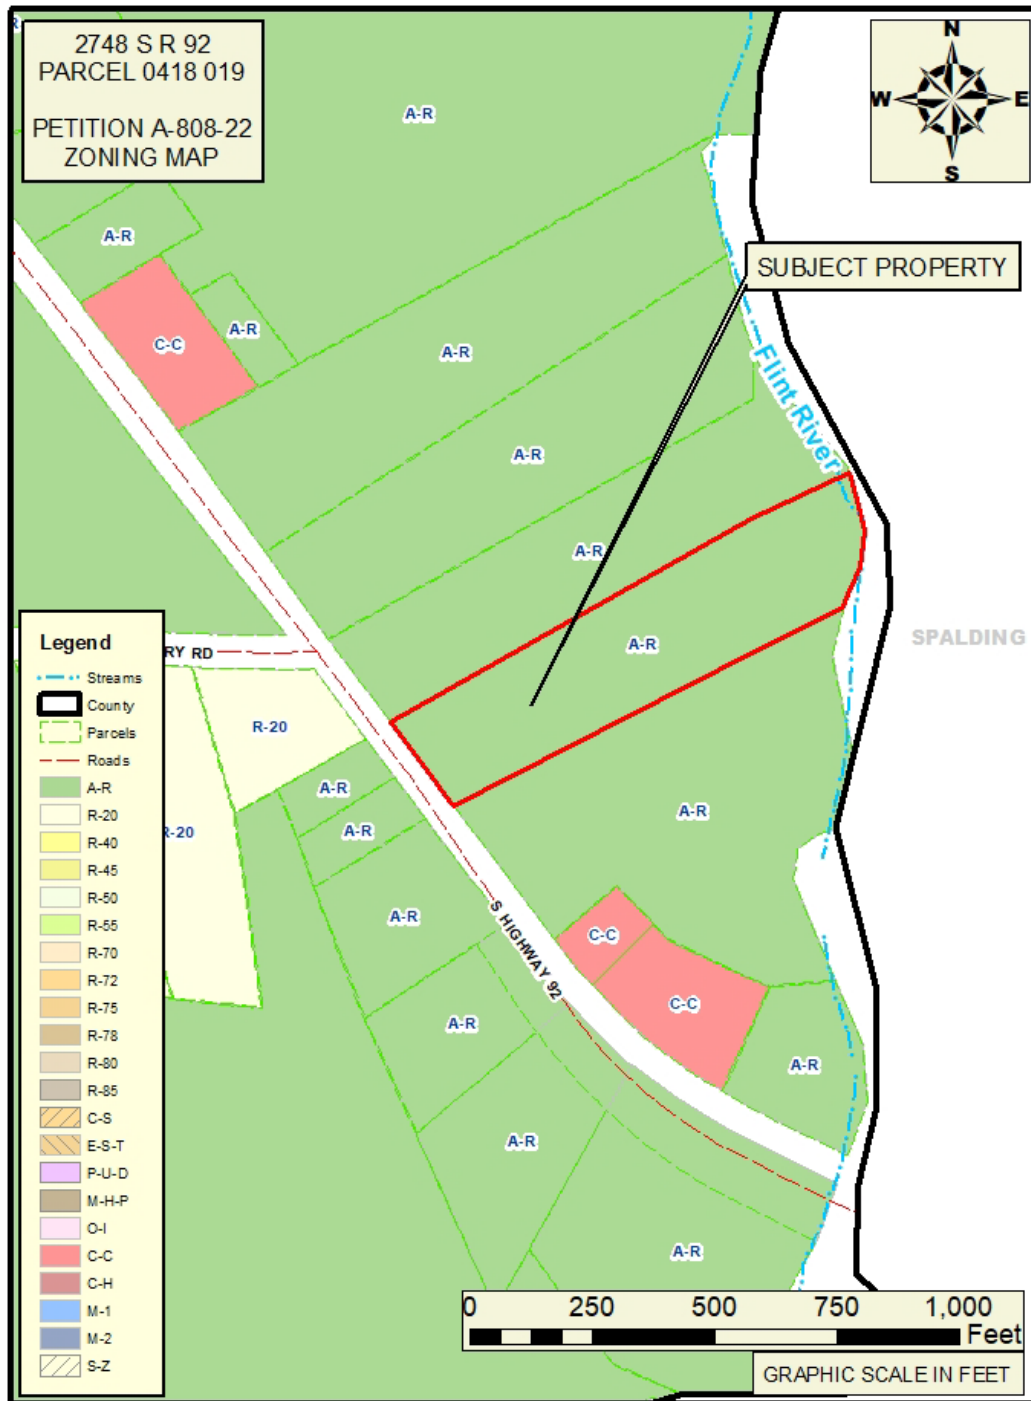 2748 S R 92
PARCEL 0418 019
PETITION A-808-22
ZONING MAP
R
A-R
N
W E
S
A-R
SUBJECT PROPERTY
C-C
A-R
A-R
Flint River
A-R
A-R
SPALDING
A-R
RY RD
R-20
A-R
A-R
R-20
A-R
A-R
S HIGHWAY 92
C-C
C-C
A-R
A-R
A-R
A-R
Legend
Streams
County
Parcels
Roads
A-R
R-20
R-40
R-45
R-50
R-55
R-70
R-72
R-75
R-78
R-80
R-85
C-S
E-S-T
P-U-D
M-H-P
O-I
C-C
C-H
M-1
M-2
S-Z
0 250 500 750 1,000
Feet
GRAPHIC SCALE IN FEET